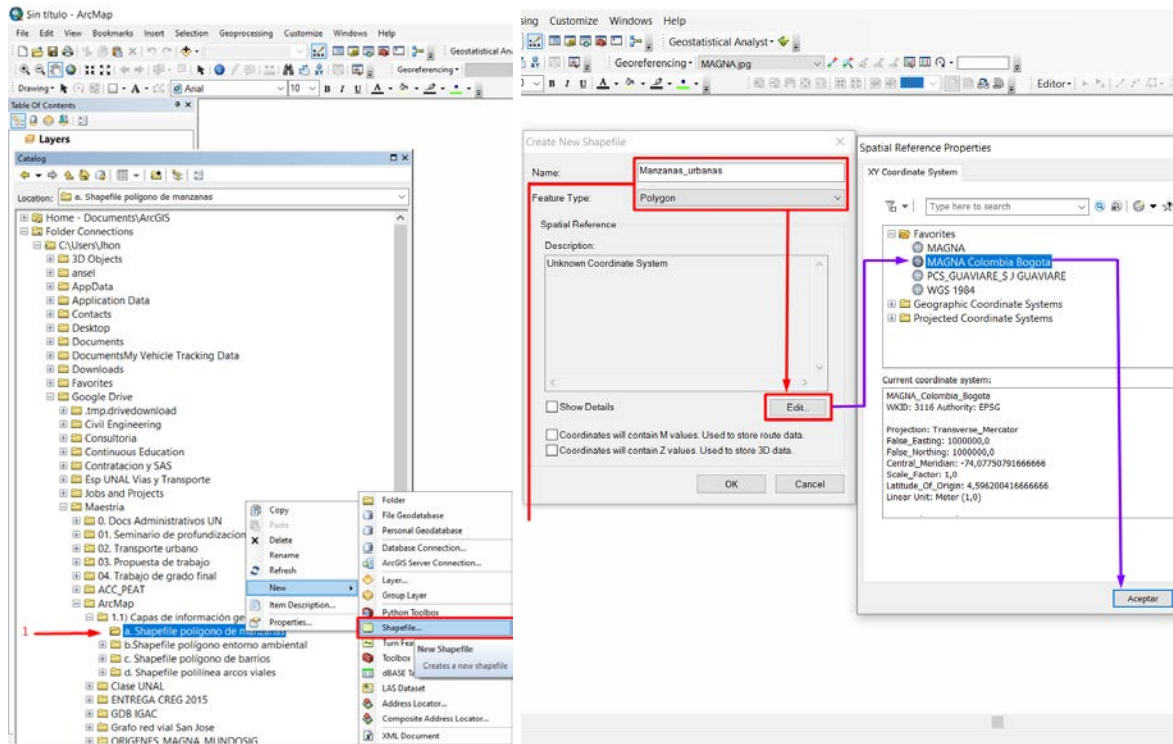 Sin título - ArcMap
File Edit View Bookmarks Insert Selection Geoprocessing Customize Windows Help
Geostatistical An
Georeferencing
Drawing Arial 10 B I U A
Table Of Contents
Layers
Catalog
Location: a. Shapefile polígono de manzanas
Home - Documents\ArcGIS
Folder Connections
C:\Users\Jhon
3D Objects
ansel
AppData
Application Data
Contacts
Desktop
Documents
DocumentsMy Vehicle Tracking Data
Downloads
Favorites
Google Drive
.tmp.drivedownload
Civil Engineering
Consultoria
Continuous Education
Contratacion y SAS
Esp UNAL Vias y Transporte
Jobs and Projects
Maestria
0. Docs Administrativos UN
01. Seminario de profundizacion
02. Transporte urbano
03. Propuesta de trabajo
04. Trabajo de grado final
ACC_PEAT
ArcMap
1.1) Capas de información ge
1
a. Shapefile polígono de manzanas
b.Shapefile polígono entorno ambiental
c. Shapefile polígono de barrios
d. Shapefile polilínea arcos viales
Clase UNAL
ENTREGA CREG 2015
GDB IGAC
Grafo red vial San Jose
ORIGENES_MAGNA_MUNDOSIG
Copy
Paste
Delete
Rename
Refresh
New
Item Description...
Properties...
Folder
File Geodatabase
Personal Geodatabase
Database Connection...
ArcGIS Server Connection...
Layer...
Group Layer
Python Toolbox
Shapefile...
Turn Fea
Toolbox
dBASE Ta
LAS Dataset
Address Locator...
Composite Address Locator...
XML Document
New Shapefile
Creates a new shapefile
sing Customize Windows Help
Geostatistical Analyst
Georeferencing MAGNA.jpg
B I U A Editor
Create New Shapefile
Name: Manzanas_urbanas
Feature Type: Polygon
Spatial Reference
Description:
Unknown Coordinate System
Show Details Edit...
Coordinates will contain M values. Used to store route data.
Coordinates will contain Z values. Used to store 3D data.
OK Cancel
Spatial Reference Properties
XY Coordinate System
Type here to search
Favorites
MAGNA
MAGNA Colombia Bogota
PCS_GUAVIARE_S J GUAVIARE
WGS 1984
Geographic Coordinate Systems
Projected Coordinate Systems
Current coordinate system:
MAGNA_Colombia_Bogota
WKID: 3116 Authority: EPSG
Projection: Transverse_Mercator
False_Easting: 1000000,0
False_Northing: 1000000,0
Central_Meridian: -74,07750791666666
Scale_Factor: 1,0
Latitude_Of_Origin: 4,596200416666666
Linear Unit: Meter (1,0)
Aceptar